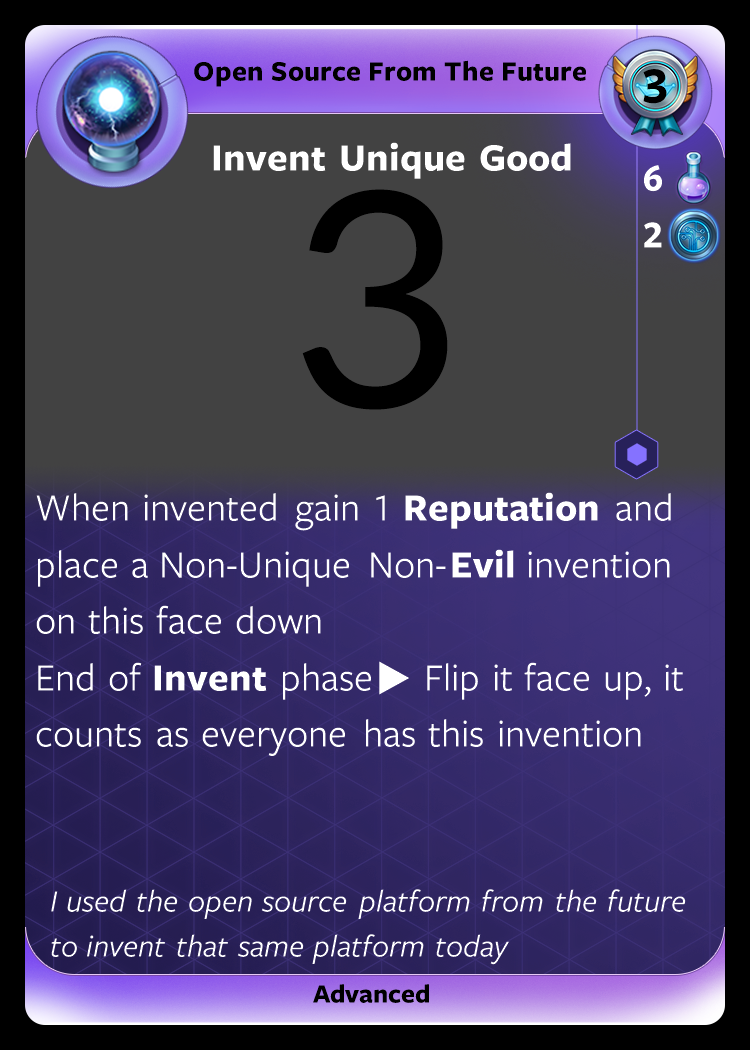 Open Source From The Future
3
Invent Unique Good
6
2
3
When invented gain 1 Reputation and
place a Non-Unique Non-Evil invention
on this face down
End of Invent phase▶ Flip it face up, it
counts as everyone has this invention
I used the open source platform from the future
to invent that same platform today
Advanced